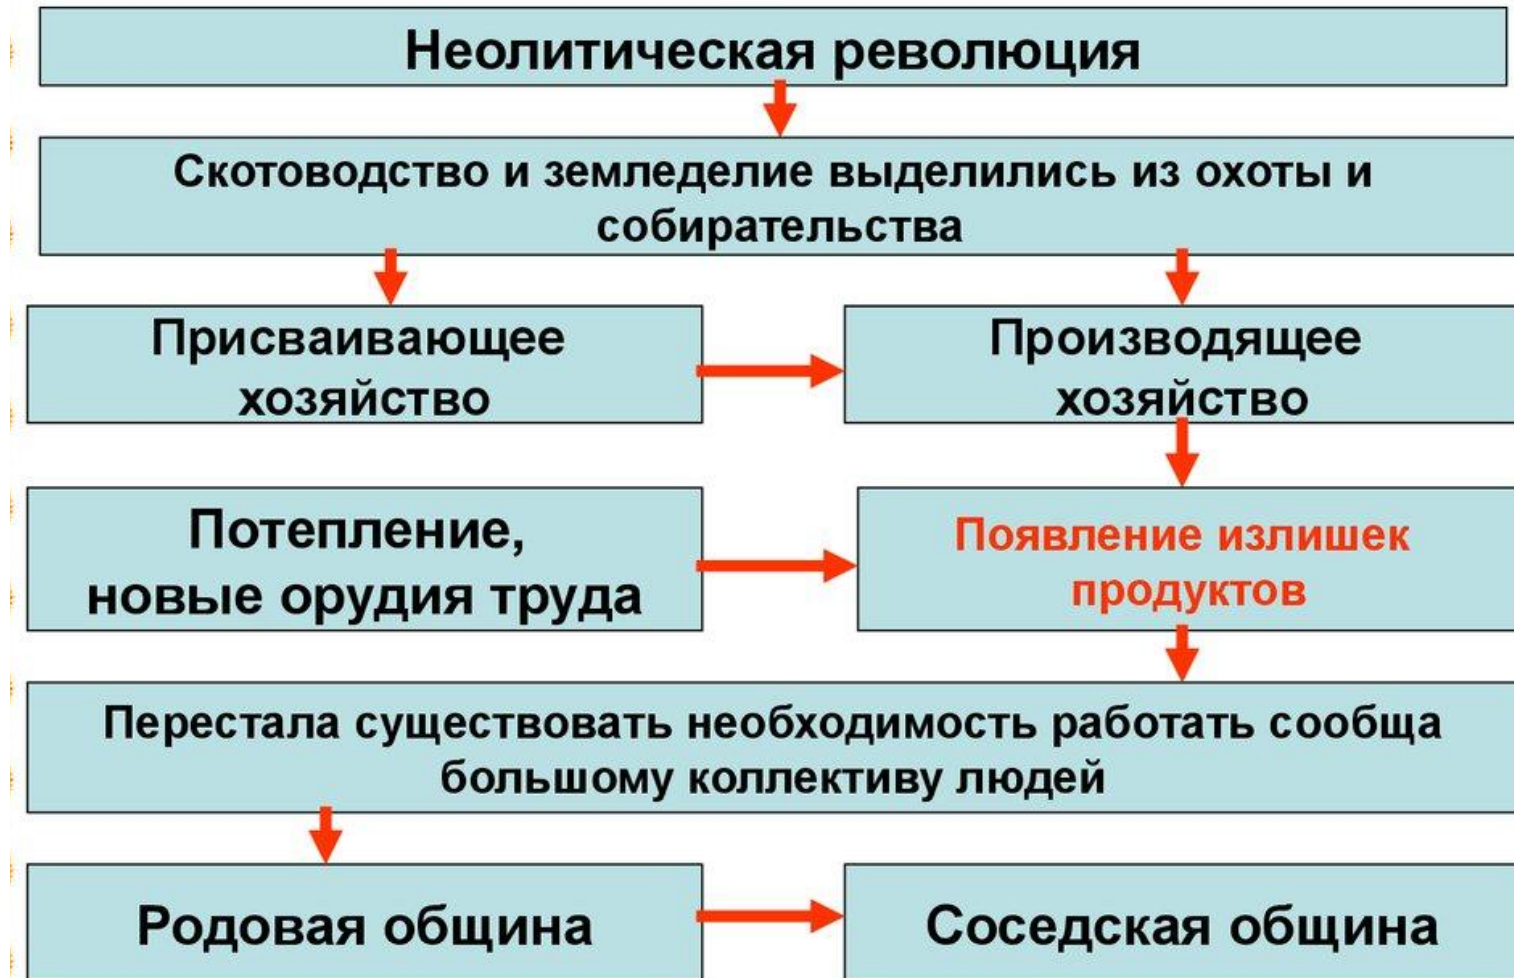 Неолитическая революция
Скотоводство и земледелие выделились из охоты и
собирательства
Присваивающее
хозяйство
Производящее
хозяйство
Потепление,
новые орудия труда
Появление излишек
продуктов
Перестала существовать необходимость работать сообща
большому коллективу людей
Родовая община
Соседская община